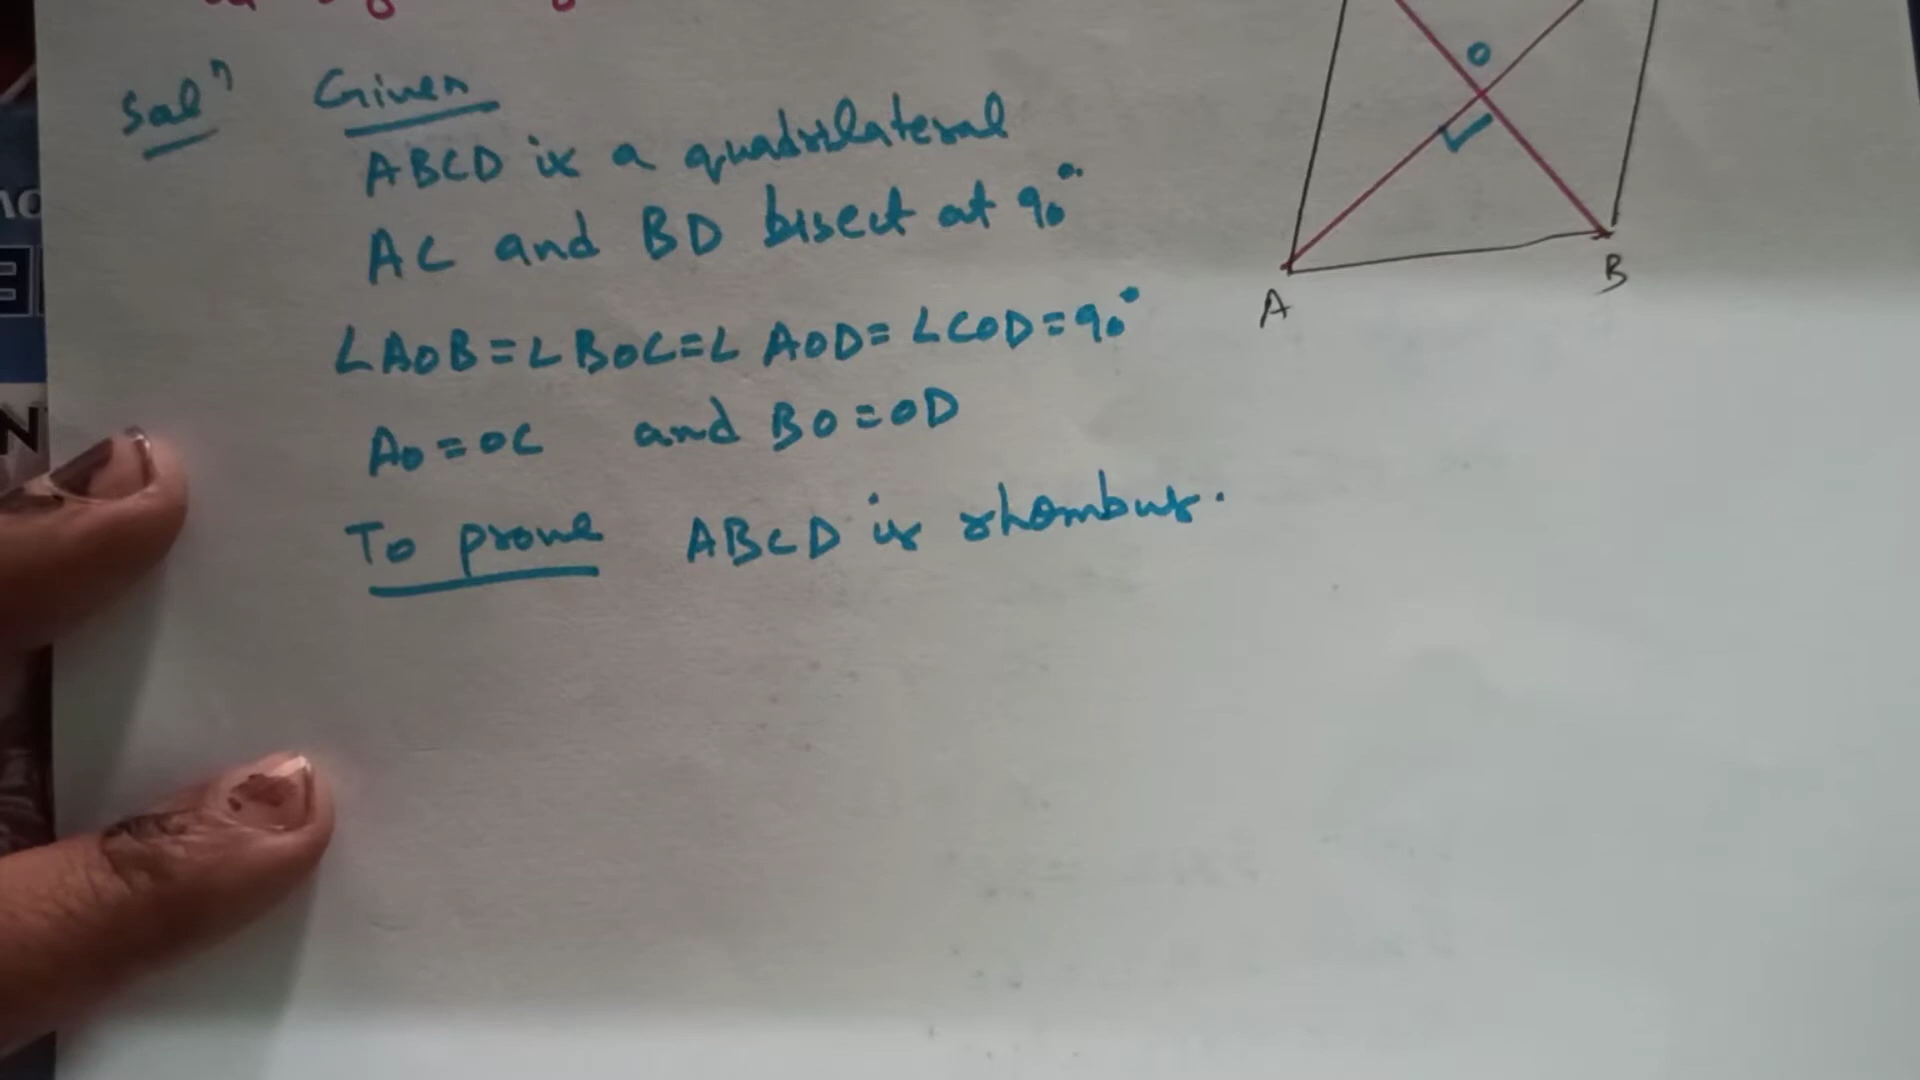 Solⁿ Given
ABCD is a quadrilateral
AC and BD bisect at 90°
∠AOB=∠BOC=∠AOD=∠COD=90°
AO=OC and BO=OD
To prove ABCD is rhombus.
O
A
B